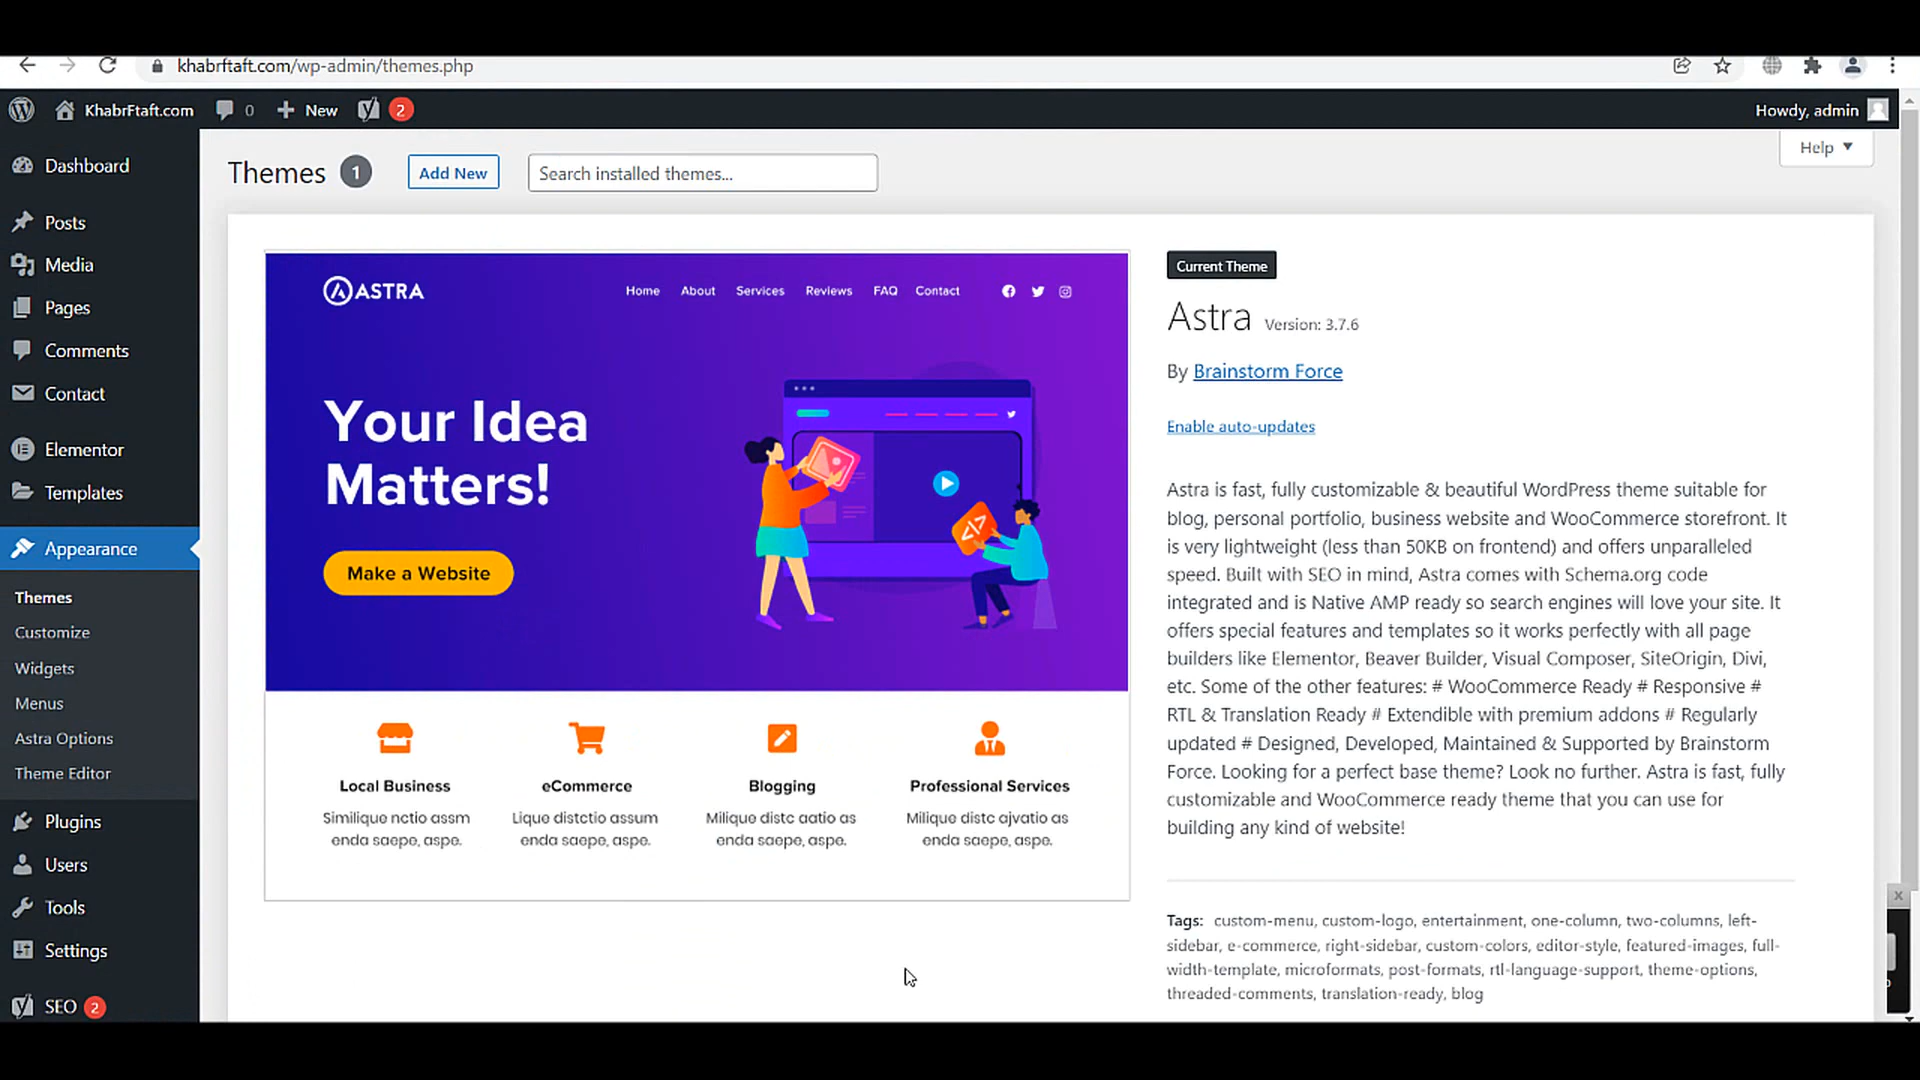 khabrftaft.com/wp-admin/themes.php
KhabrFtaft.com
0
New
2
Howdy, admin
Dashboard
Posts
Media
Pages
Comments
Contact
Elementor
Templates
Appearance
Themes
Customize
Widgets
Menus
Astra Options
Theme Editor
Plugins
Users
Tools
Settings
SEO 2
Themes 1
Add New
Search installed themes...
Help
ASTRA
Home About Services Reviews FAQ Contact
Your Idea
Matters!
Make a Website
Local Business
Similique nctio assm
enda saepe, aspe.
eCommerce
Lique distctio assum
enda saepe, aspe.
Blogging
Milique distc aatio as
enda saepe, aspe.
Professional Services
Milique distc ajvatio as
enda saepe, aspe.
Current Theme
Astra Version: 3.7.6
By Brainstorm Force
Enable auto-updates
Astra is fast, fully customizable & beautiful WordPress theme suitable for
blog, personal portfolio, business website and WooCommerce storefront. It
is very lightweight (less than 50KB on frontend) and offers unparalleled
speed. Built with SEO in mind, Astra comes with Schema.org code
integrated and is Native AMP ready so search engines will love your site. It
offers special features and templates so it works perfectly with all page
builders like Elementor, Beaver Builder, Visual Composer, SiteOrigin, Divi,
etc. Some of the other features: # WooCommerce Ready # Responsive #
RTL & Translation Ready # Extendible with premium addons # Regularly
updated # Designed, Developed, Maintained & Supported by Brainstorm
Force. Looking for a perfect base theme? Look no further. Astra is fast, fully
customizable and WooCommerce ready theme that you can use for
building any kind of website!
Tags: custom-menu, custom-logo, entertainment, one-column, two-columns, left-
sidebar, e-commerce, right-sidebar, custom-colors, editor-style, featured-images, full-
width-template, microformats, post-formats, rtl-language-support, theme-options,
threaded-comments, translation-ready, blog